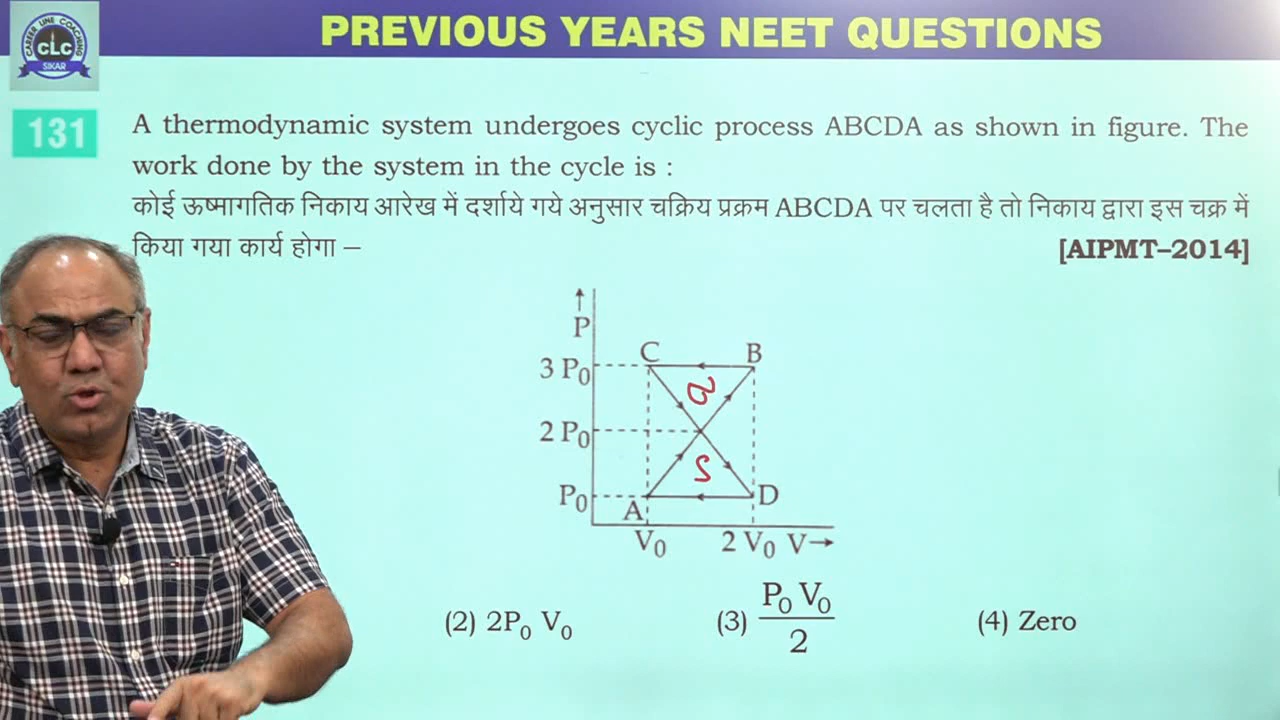 PREVIOUS YEARS NEET QUESTIONS
CAREER LINE COACHING
CLC
SIKAR
131
A thermodynamic system undergoes cyclic process ABCDA as shown in figure. The
work done by the system in the cycle is :
कोई ऊष्मागतिक निकाय आरेख में दर्शाये गये अनुसार चक्रिय प्रक्रम ABCDA पर चलता है तो निकाय द्वारा इस चक्र में
किया गया कार्य होगा –
[AIPMT–2014]
P
C B
3 P₀
2 P₀
P₀ A D
V₀ 2 V₀ V→
(2) 2P₀ V₀ (3) P₀ V₀ / 2 (4) Zero